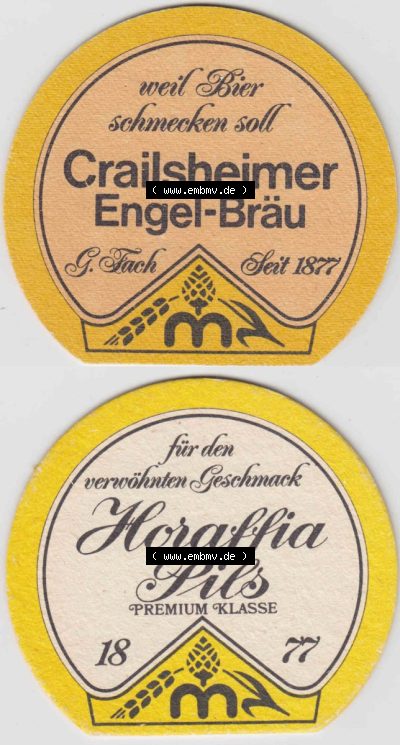 weil Bier
schmecken soll
Crailsheimer
( www.embmv.de )
Engel-Bräu
G. Fach Seit 1877
für den
verwöhnten Geschmack
Horaffia
( www.embmv.de )
Pils
PREMIUM KLASSE
18 77